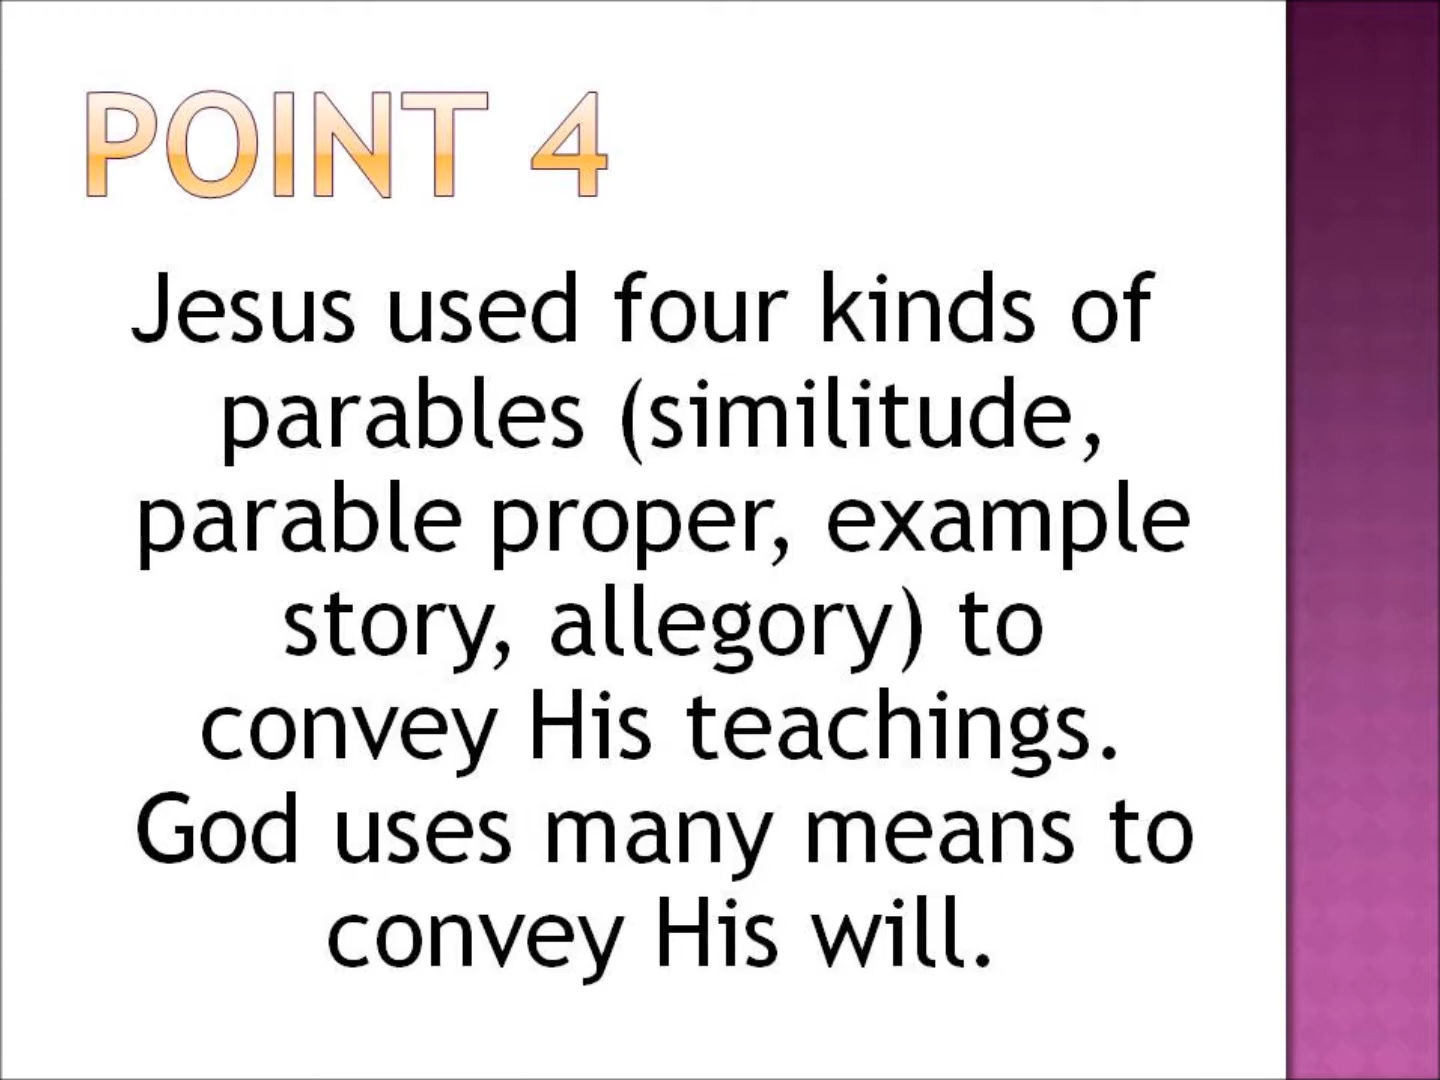 POINT 4
Jesus used four kinds of
parables (similitude,
parable proper, example
story, allegory) to
convey His teachings.
God uses many means to
convey His will.